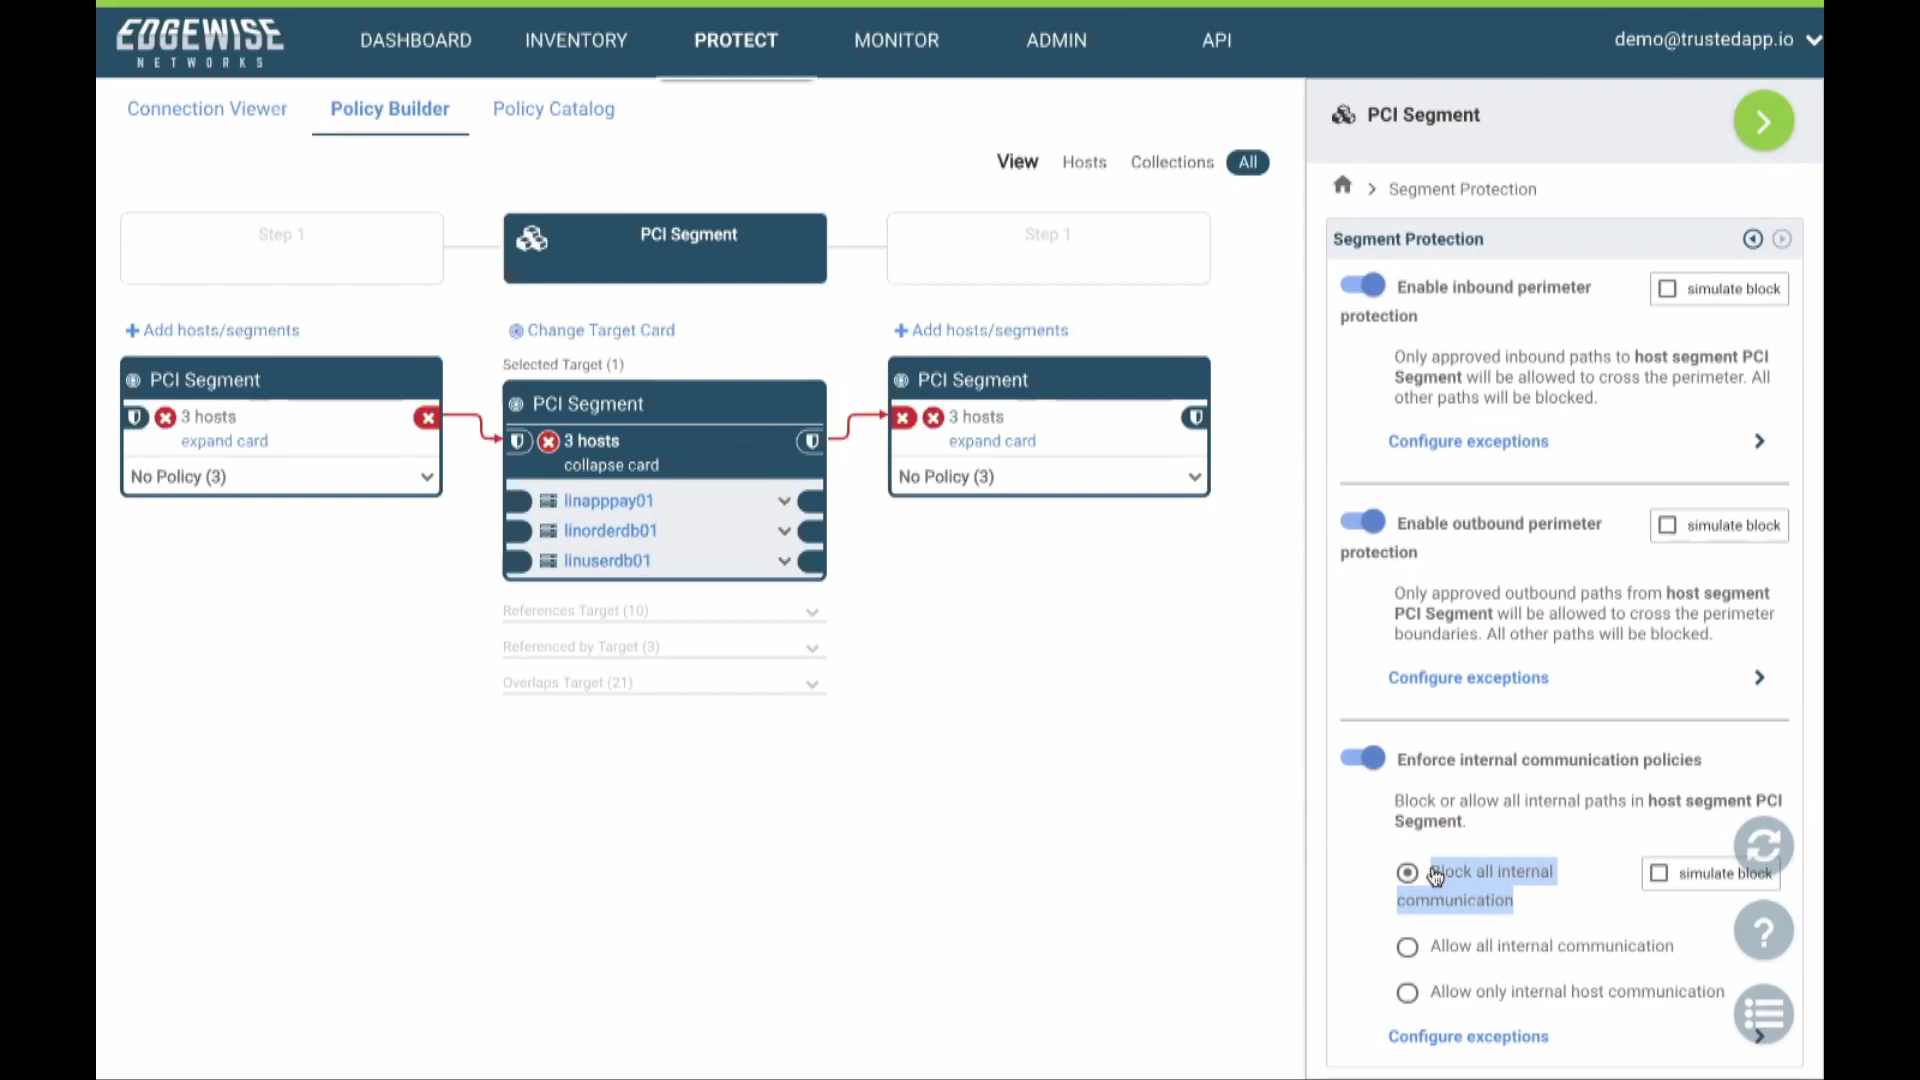 EDGEWISE
NETWORKS
DASHBOARD INVENTORY PROTECT MONITOR ADMIN API
demo@trustedapp.io
Connection Viewer Policy Builder Policy Catalog
View Hosts Collections All
Step 1
PCI Segment
Step 1
Add hosts/segments
Change Target Card
Add hosts/segments
Selected Target (1)
PCI Segment
3 hosts
expand card
No Policy (3)
PCI Segment
3 hosts
collapse card
linapppay01
linorderdb01
linuserdb01
References Target (10)
Referenced by Target (3)
Overlaps Target (21)
PCI Segment
3 hosts
expand card
No Policy (3)
PCI Segment
Segment Protection
Segment Protection
Enable inbound perimeter
protection
simulate block
Only approved inbound paths to host segment PCI
Segment will be allowed to cross the perimeter. All
other paths will be blocked.
Configure exceptions
Enable outbound perimeter
protection
simulate block
Only approved outbound paths from host segment
PCI Segment will be allowed to cross the perimeter
boundaries. All other paths will be blocked.
Configure exceptions
Enforce internal communication policies
Block or allow all internal paths in host segment PCI
Segment.
Block all internal
communication
simulate block
Allow all internal communication
Allow only internal host communication
Configure exceptions
?